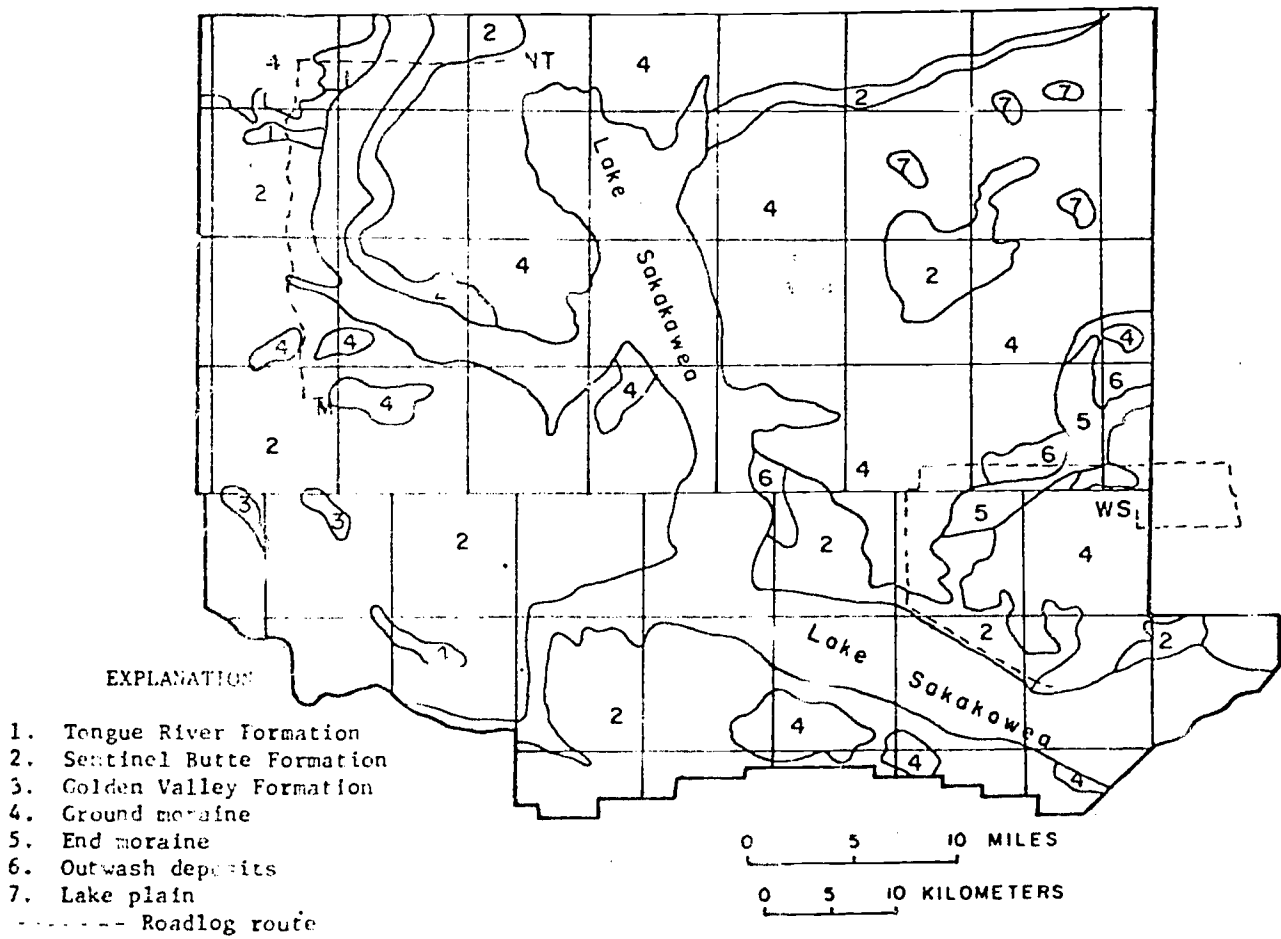 2
4
NT
4
1
2
7
7
1
Lake
7
2
4
7
4
Sakakawea
2
4
4
4
4
6
M
4
4
5
2
6
4
6
3
3
5
WS
2
2
4
2
2
Lake
Sakakawea
EXPLANATION
2
4
4
4
1. Tongue River Formation
2. Sentinel Butte Formation
3. Golden Valley Formation
4. Ground moraine
5. End moraine
6. Outwash deposits
7. Lake plain
Roadlog route
0 5 10 MILES
0 5 10 KILOMETERS